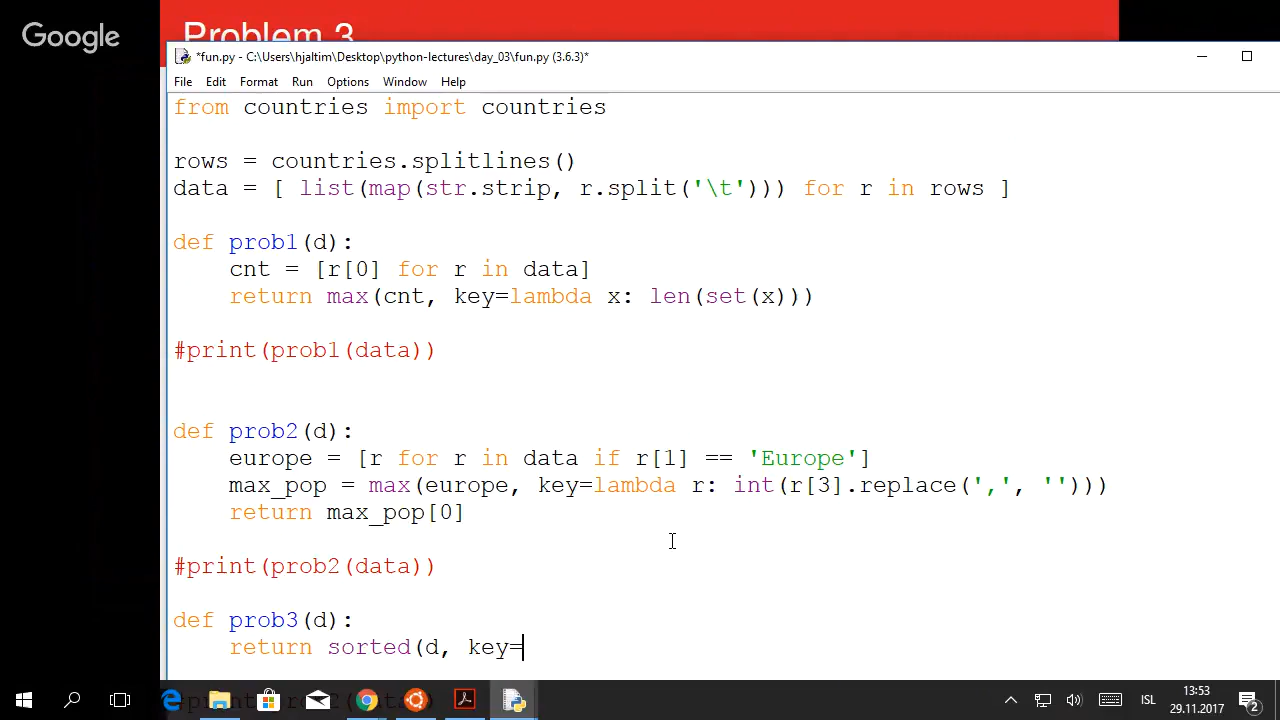 Google
Problem 3
*fun.py - C:\Users\hjaltim\Desktop\python-lectures\day_03\fun.py (3.6.3)*
File Edit Format Run Options Window Help
from countries import countries
rows = countries.splitlines()
data = [ list(map(str.strip, r.split('\t'))) for r in rows ]
def prob1(d):
    cnt = [r[0] for r in data]
    return max(cnt, key=lambda x: len(set(x)))
#print(prob1(data))
def prob2(d):
    europe = [r for r in data if r[1] == 'Europe']
    max_pop = max(europe, key=lambda r: int(r[3].replace(',', '')))
    return max_pop[0]
#print(prob2(data))
def prob3(d):
    return sorted(d, key=
ISL
13:53
29.11.2017
2